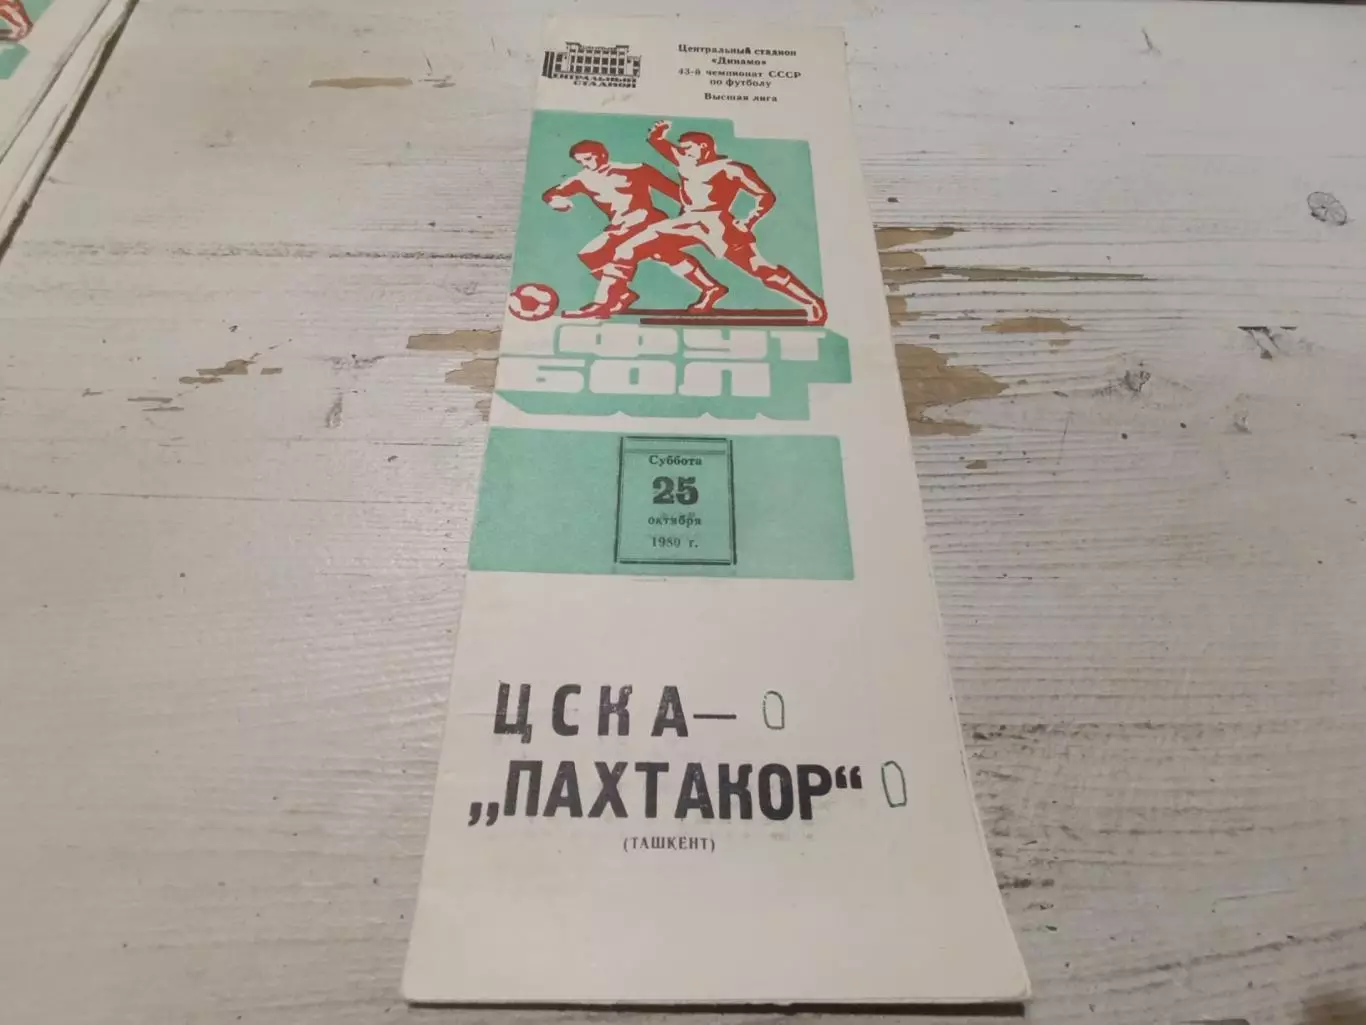 ЦЕНТРАЛЬНЫЙ
СТАДИОН
Центральный стадион
«Динамо»
43-й чемпионат СССР
по футболу
Высшая лига
ФУТ
БОЛ
Суббота
25
октября
1980 г.
ЦСКА— 0
„ПАХТАКОР“ 0
(ТАШКЕНТ)